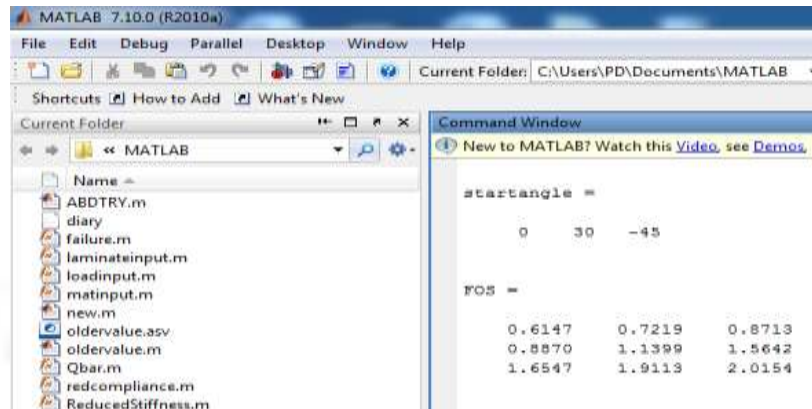 MATLAB 7.10.0 (R2010a)
File Edit Debug Parallel Desktop Window Help
Current Folder: C:\Users\PD\Documents\MATLAB
Shortcuts How to Add What's New
Current Folder
« MATLAB
Name
ABDTRY.m
diary
failure.m
laminateinput.m
loadinput.m
matinput.m
new.m
oldervalue.asv
oldervalue.m
Qbar.m
redcompliance.m
ReducedStiffness.m
Command Window
New to MATLAB? Watch this Video, see Demos,
startangle =
0 30 -45
FOS =
0.6147 0.7219 0.8713
0.8870 1.1399 1.5642
1.6547 1.9113 2.0154